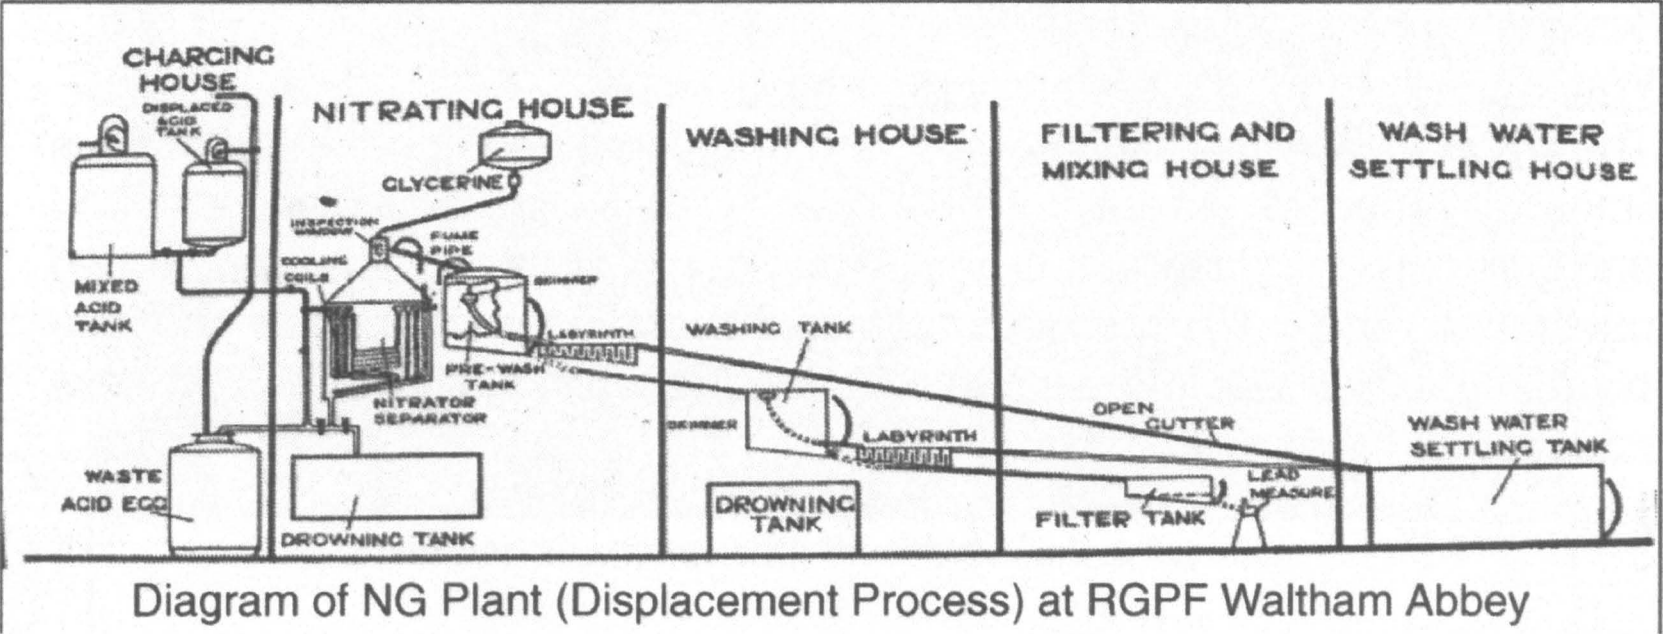 CHARGING
HOUSE
DISPLACED
ACID
TANK
MIXED
ACID
TANK
WASTE
ACID EGG
NITRATING HOUSE
GLYCERINE
INSPECTION
WINDOW
FUME
PIPE
COOLING
COILS
SKIMMER
LABYRINTH
PRE-WASH
TANK
NITRATOR
SEPARATOR
DROWNING TANK
WASHING HOUSE
WASHING TANK
SKIMMER
LABYRINTH
DROWNING
TANK
FILTERING AND
MIXING HOUSE
OPEN
GUTTER
LEAD
MEASURE
FILTER TANK
WASH WATER
SETTLING HOUSE
WASH WATER
SETTLING TANK
Diagram of NG Plant (Displacement Process) at RGPF Waltham Abbey